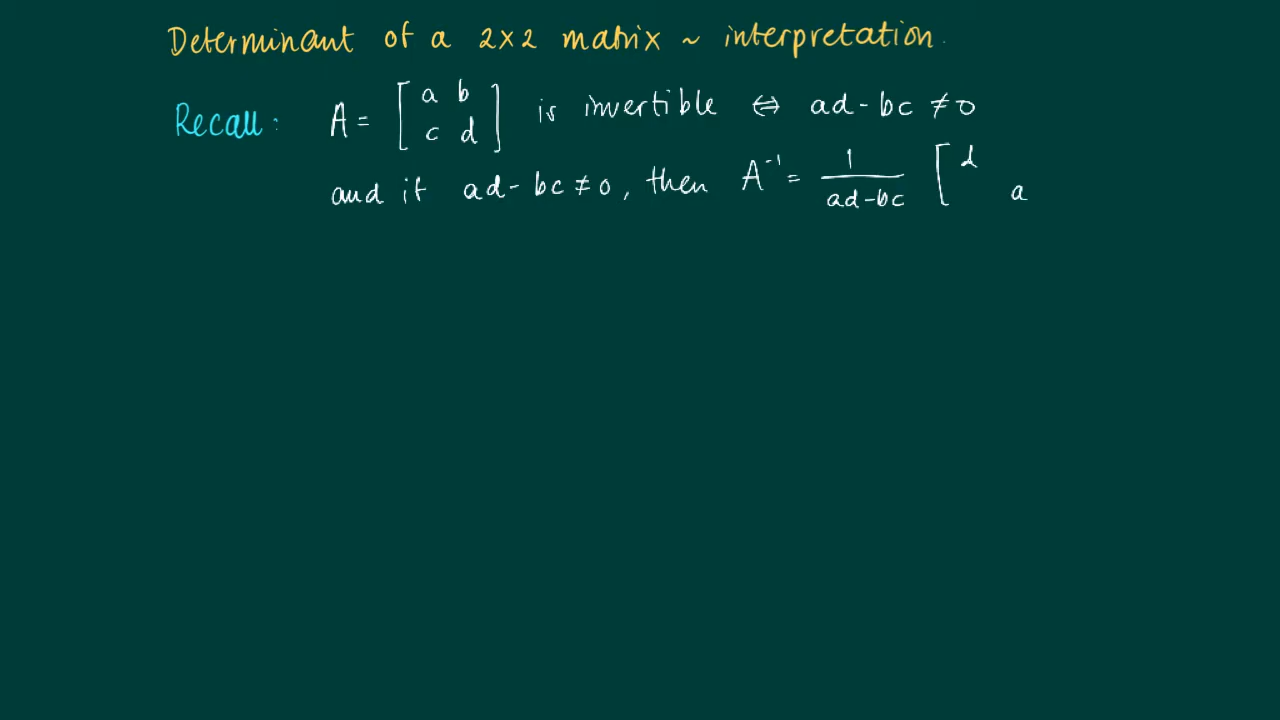 Determinant of a 2x2 matrix ~ interpretation.
Recall: A = [a b; c d] is invertible ⇔ ad-bc ≠ 0
and if ad-bc ≠ 0, then A⁻¹ = 1/(ad-bc) [d a